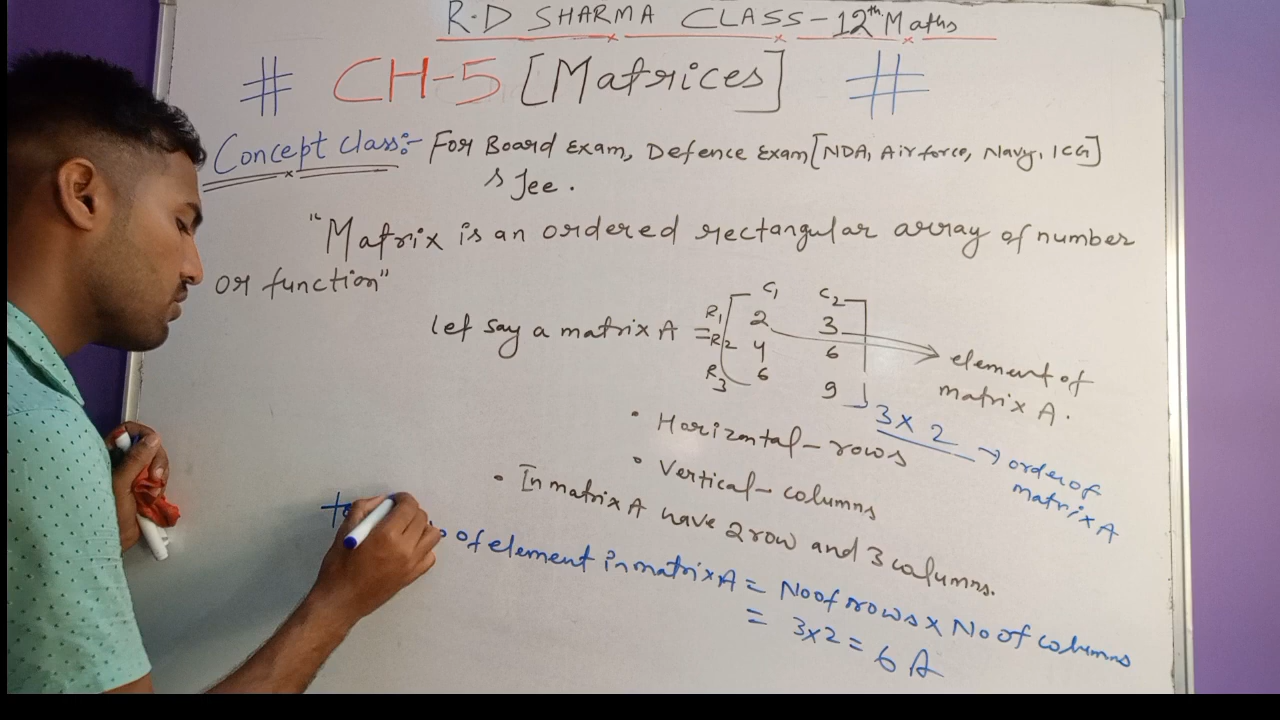 R.D SHARMA CLASS-12th Maths
# CH-5 [Matrices] #
Concept class:- For Board Exam, Defence Exam[NDA, Airforce, Navy, ICG]
& Jee.
"Matrix is an ordered rectangular array of number
or function"
C1 C2
let say a matrix A =
R1 2 3
R2 4 6
R3 6 9
element of
matrix A.
3 x 2 → order of
matrix A
• Horizontal - rows
• Vertical - columns
• In matrix A have 2 row and 3 columns.
of element in matrix A = No of rows x No of columns
= 3x2 = 6 A